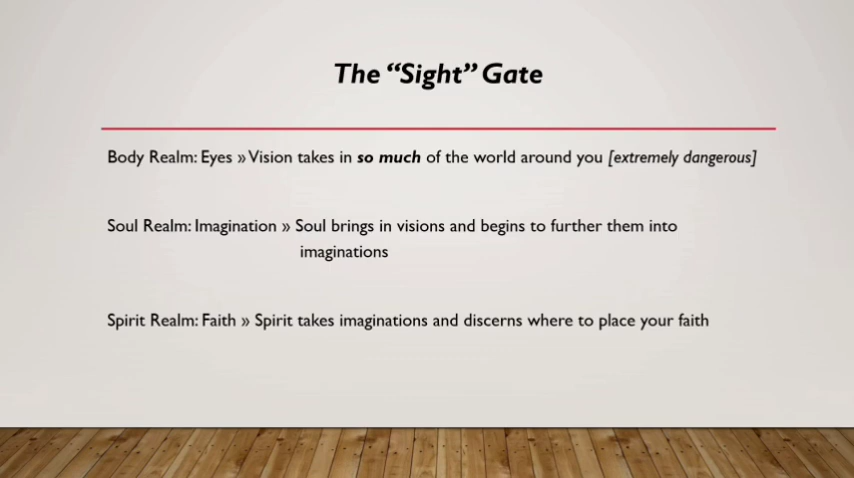 The “Sight” Gate
Body Realm: Eyes » Vision takes in so much of the world around you [extremely dangerous]
Soul Realm: Imagination » Soul brings in visions and begins to further them into
imaginations
Spirit Realm: Faith » Spirit takes imaginations and discerns where to place your faith